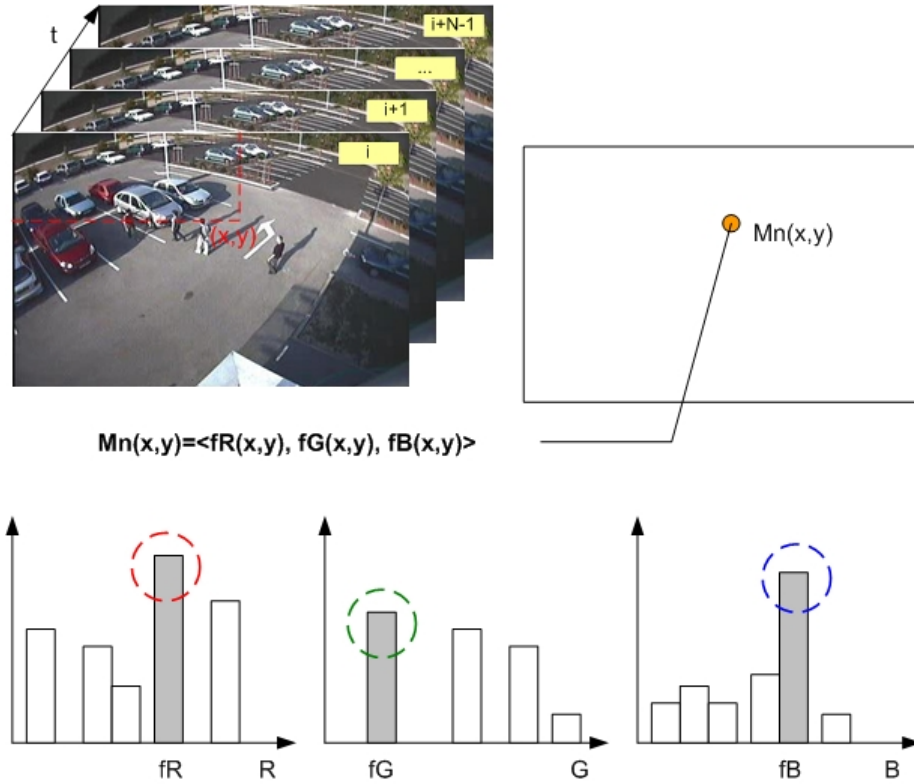 t
i+N-1
...
i+1
i
(x,y)
Mn(x,y)
Mn(x,y)=<fR(x,y), fG(x,y), fB(x,y)>
fR R
fG G
fB B